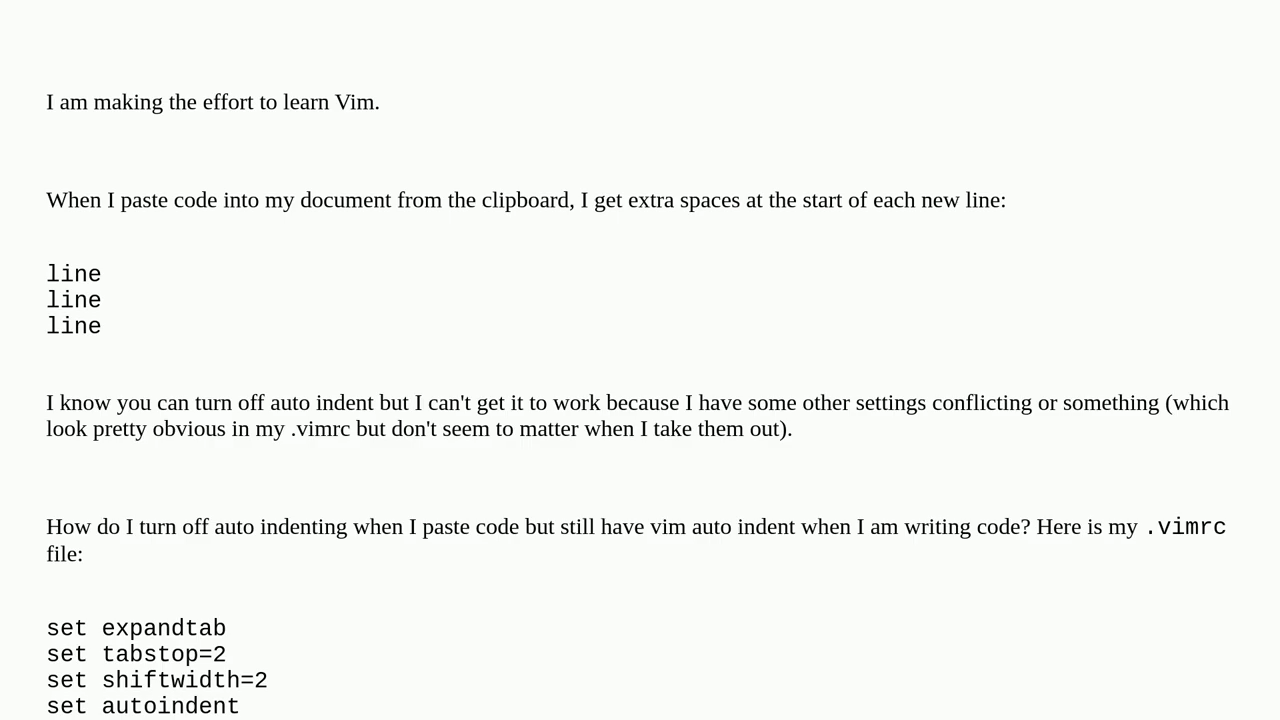 I am making the effort to learn Vim.
When I paste code into my document from the clipboard, I get extra spaces at the start of each new line:
line
line
line
I know you can turn off auto indent but I can't get it to work because I have some other settings conflicting or something (which
look pretty obvious in my .vimrc but don't seem to matter when I take them out).
How do I turn off auto indenting when I paste code but still have vim auto indent when I am writing code? Here is my .vimrc
file:
set expandtab
set tabstop=2
set shiftwidth=2
set autoindent